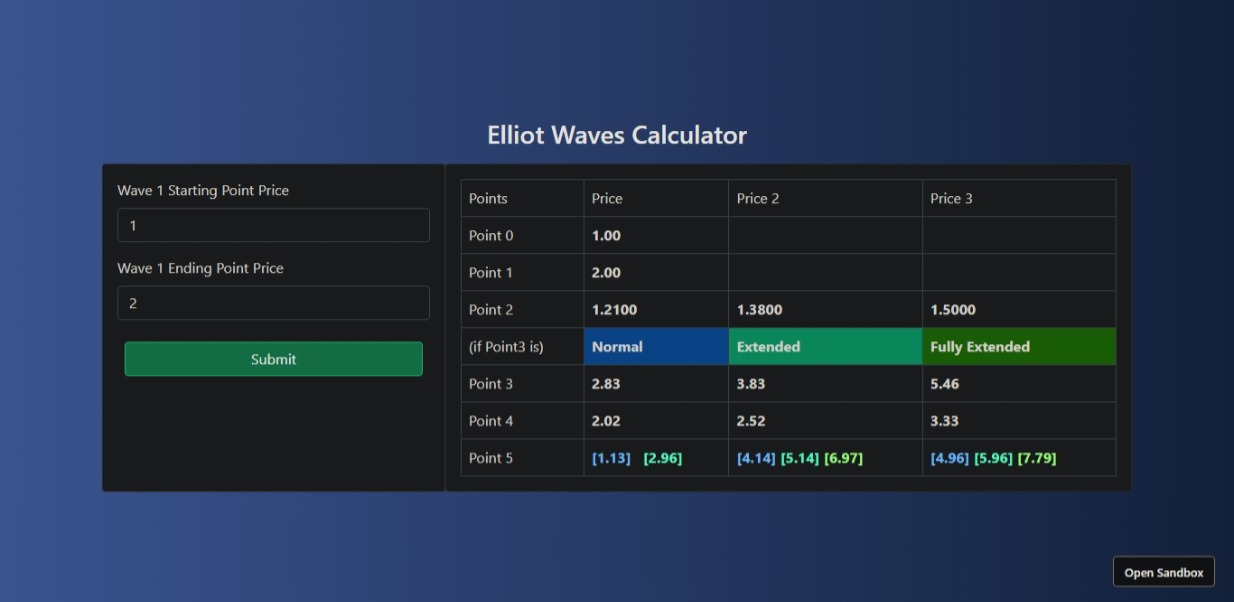 Elliot Waves Calculator
Wave 1 Starting Point Price
1
Wave 1 Ending Point Price
2
Submit
Points Price Price 2 Price 3
Point 0 1.00
Point 1 2.00
Point 2 1.2100 1.3800 1.5000
(if Point3 is) Normal Extended Fully Extended
Point 3 2.83 3.83 5.46
Point 4 2.02 2.52 3.33
Point 5 [1.13] [2.96] [4.14] [5.14] [6.97] [4.96] [5.96] [7.79]
Open Sandbox